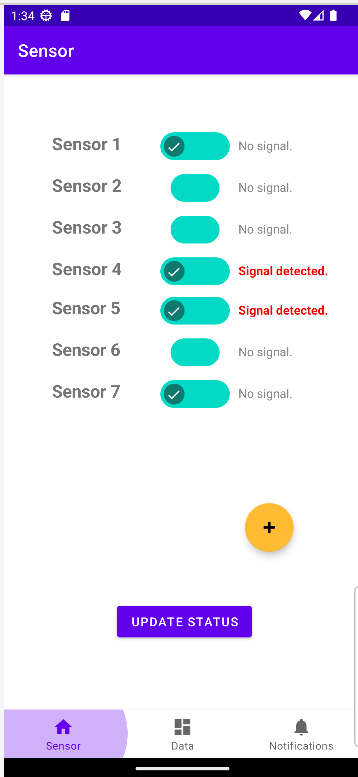 1:34
Sensor
Sensor 1 No signal.
Sensor 2 No signal.
Sensor 3 No signal.
Sensor 4 Signal detected.
Sensor 5 Signal detected.
Sensor 6 No signal.
Sensor 7 No signal.
+
UPDATE STATUS
Sensor Data Notifications